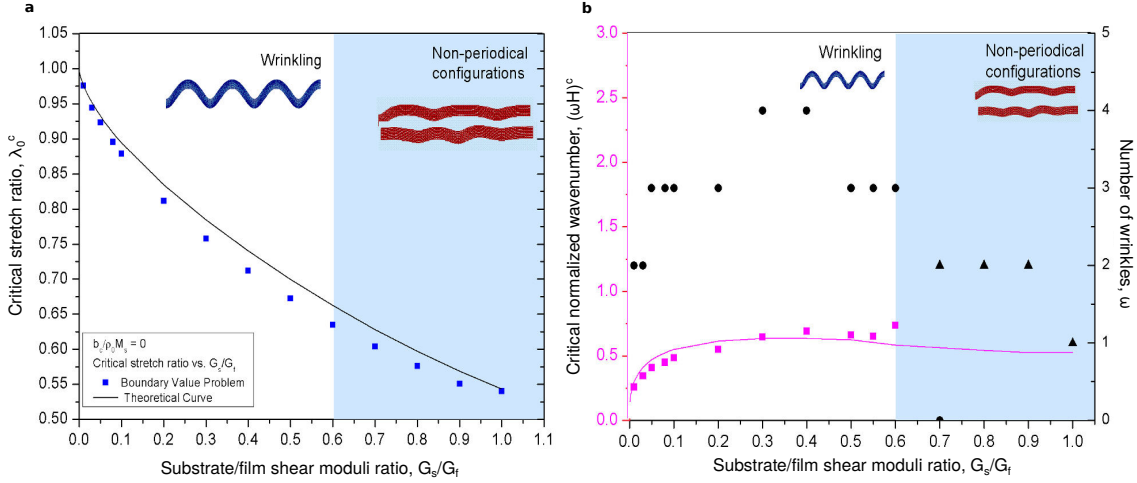 a
Critical stretch ratio, λ₀ᶜ
1.05
1.00
0.95
0.90
0.85
0.80
0.75
0.70
0.65
0.60
0.55
0.50
Wrinkling
Non-periodical
configurations
b꜀/ρ₀Mₛ = 0
Critical stretch ratio vs. Gₛ/G_f
Boundary Value Problem
Theoretical Curve
0.0 0.1 0.2 0.3 0.4 0.5 0.6 0.7 0.8 0.9 1.0 1.1
Substrate/film shear moduli ratio, Gₛ/G_f
b
Critical normalized wavenumber, (ωH)ᶜ
3.0
2.5
2.0
1.5
1.0
0.5
0.0
Wrinkling
Non-periodical
configurations
5
4
3
2
1
0
Number of wrinkles, ω
0.0 0.1 0.2 0.3 0.4 0.5 0.6 0.7 0.8 0.9 1.0
Substrate/film shear moduli ratio, Gₛ/G_f